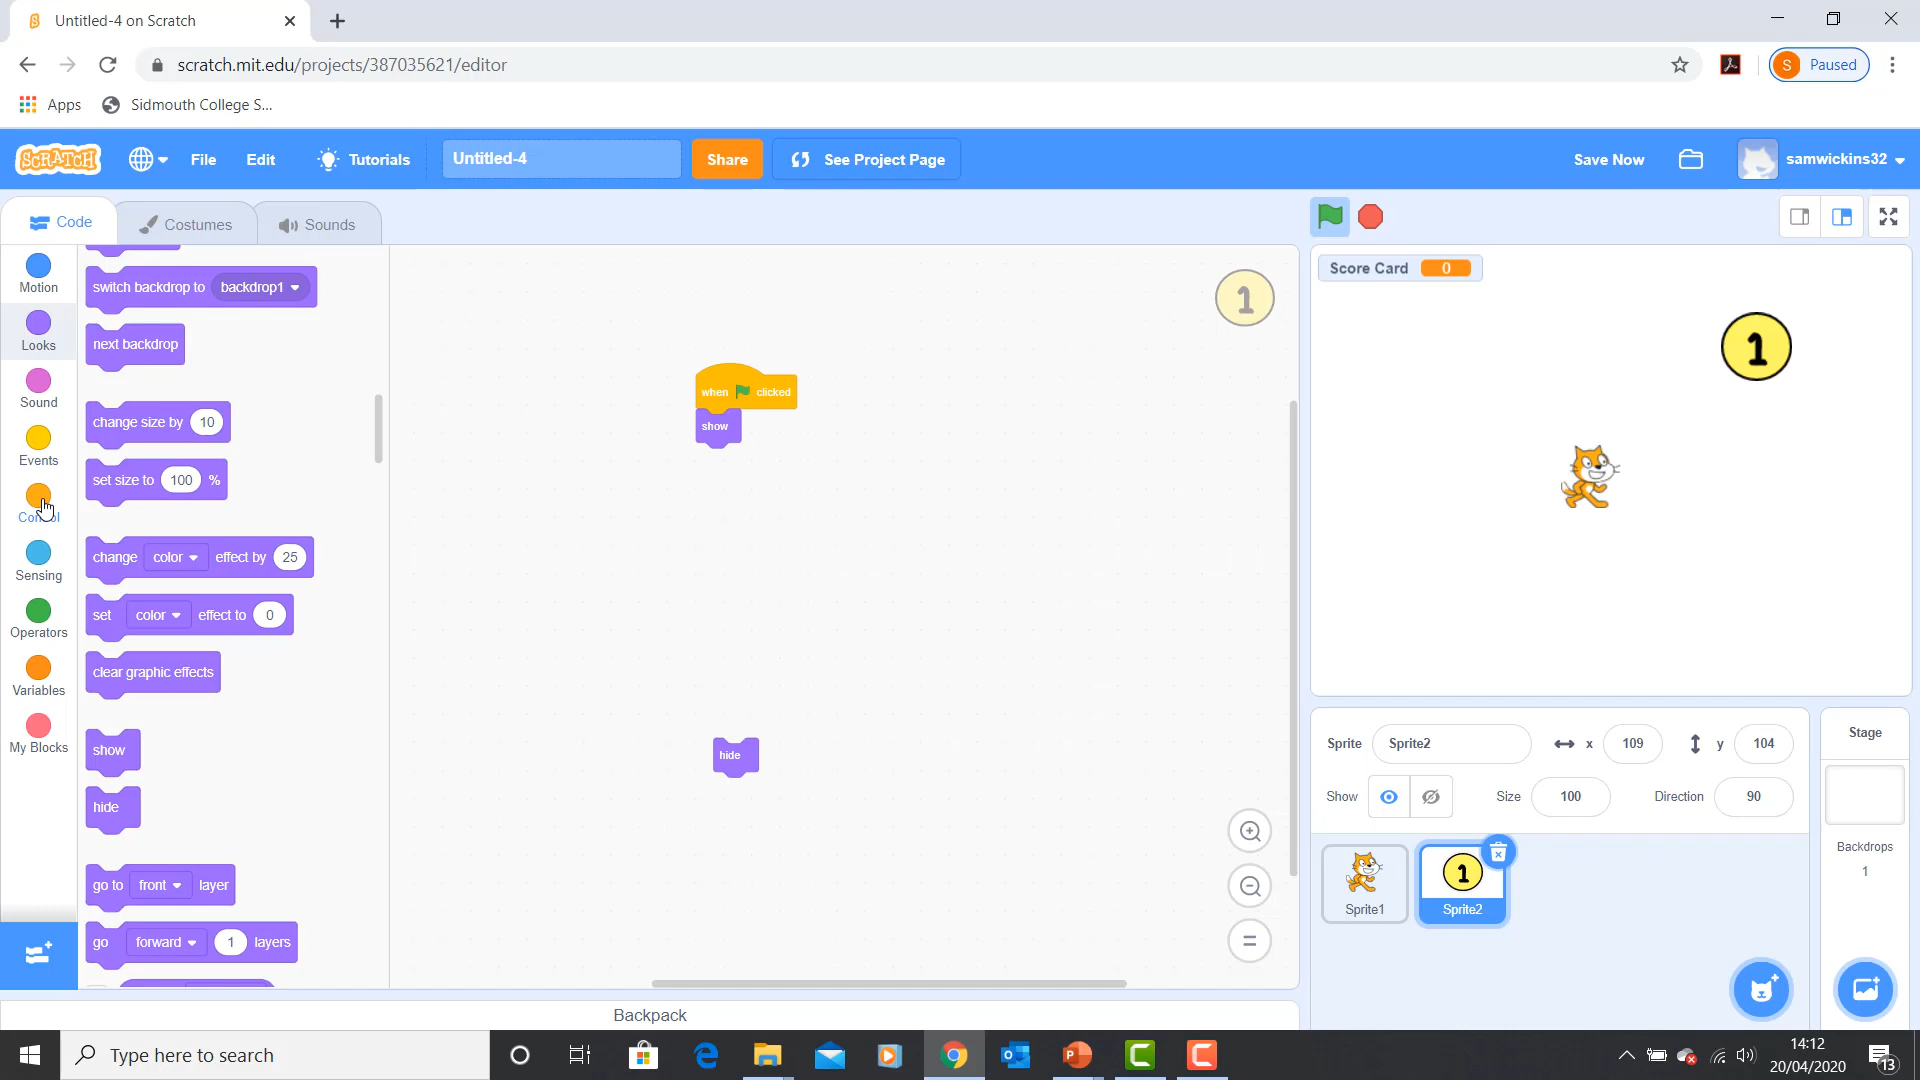 Untitled-4 on Scratch
scratch.mit.edu/projects/387035621/editor
S Paused
Apps
Sidmouth College S...
SCRATCH
File
Edit
Tutorials
Untitled-4
Share
See Project Page
Save Now
samwickins32
Code
Costumes
Sounds
Motion
Looks
Sound
Events
Control
Sensing
Operators
Variables
My Blocks
switch backdrop to backdrop1
next backdrop
change size by 10
set size to 100 %
change color effect by 25
set color effect to 0
clear graphic effects
show
hide
go to front layer
go forward 1 layers
1
when clicked
show
hide
Backpack
Score Card 0
1
Sprite Sprite2 x 109 y 104
Show Size 100 Direction 90
1
Sprite1
Sprite2
Stage
Backdrops
1
Type here to search
14:12
20/04/2020
13